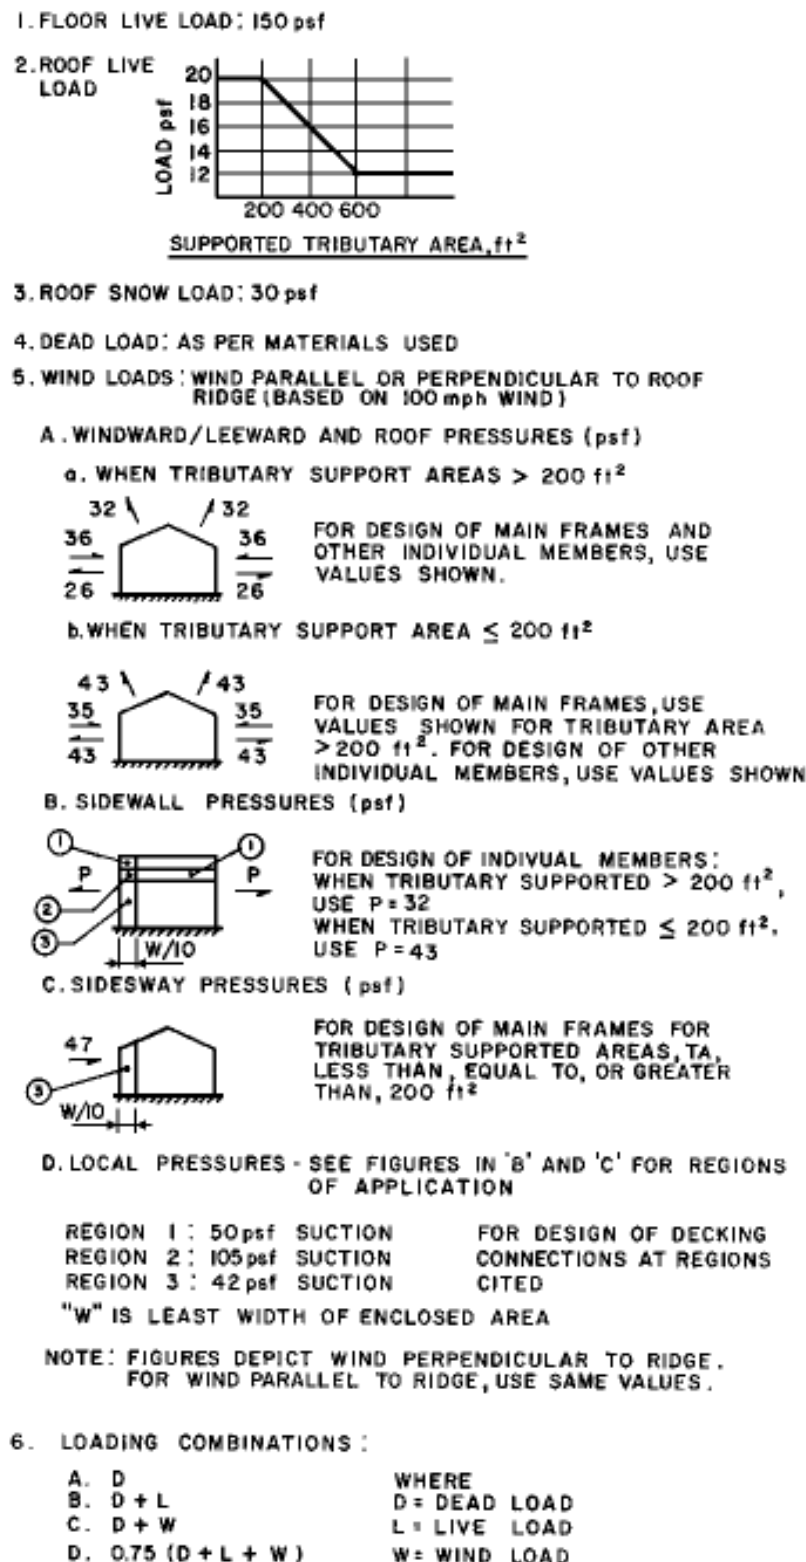 1. FLOOR LIVE LOAD: 150 psf
2. ROOF LIVE
LOAD
LOAD psf
20
18
16
14
12
200 400 600
SUPPORTED TRIBUTARY AREA, ft²
3. ROOF SNOW LOAD: 30 psf
4. DEAD LOAD: AS PER MATERIALS USED
5. WIND LOADS: WIND PARALLEL OR PERPENDICULAR TO ROOF
RIDGE (BASED ON 100 mph WIND)
A. WINDWARD/LEEWARD AND ROOF PRESSURES (psf)
a. WHEN TRIBUTARY SUPPORT AREAS > 200 ft²
32 32
36 36
26 26
FOR DESIGN OF MAIN FRAMES AND
OTHER INDIVIDUAL MEMBERS, USE
VALUES SHOWN.
b. WHEN TRIBUTARY SUPPORT AREA ≤ 200 ft²
43 43
35 35
43 43
FOR DESIGN OF MAIN FRAMES, USE
VALUES SHOWN FOR TRIBUTARY AREA
> 200 ft². FOR DESIGN OF OTHER
INDIVIDUAL MEMBERS, USE VALUES SHOWN
B. SIDEWALL PRESSURES (psf)
1 1
P P
2
3
W/10
FOR DESIGN OF INDIVUAL MEMBERS:
WHEN TRIBUTARY SUPPORTED > 200 ft²,
USE P = 32
WHEN TRIBUTARY SUPPORTED ≤ 200 ft².
USE P = 43
C. SIDESWAY PRESSURES (psf)
47
3
W/10
FOR DESIGN OF MAIN FRAMES FOR
TRIBUTARY SUPPORTED AREAS, TA,
LESS THAN, EQUAL TO, OR GREATER
THAN, 200 ft²
D. LOCAL PRESSURES - SEE FIGURES IN 'B' AND 'C' FOR REGIONS
OF APPLICATION
REGION 1: 50 psf SUCTION FOR DESIGN OF DECKING
REGION 2: 105 psf SUCTION CONNECTIONS AT REGIONS
REGION 3: 42 psf SUCTION CITED
"W" IS LEAST WIDTH OF ENCLOSED AREA
NOTE: FIGURES DEPICT WIND PERPENDICULAR TO RIDGE.
FOR WIND PARALLEL TO RIDGE, USE SAME VALUES.
6. LOADING COMBINATIONS:
A. D WHERE
B. D + L D = DEAD LOAD
C. D + W L = LIVE LOAD
D. 0.75 (D + L + W) W = WIND LOAD